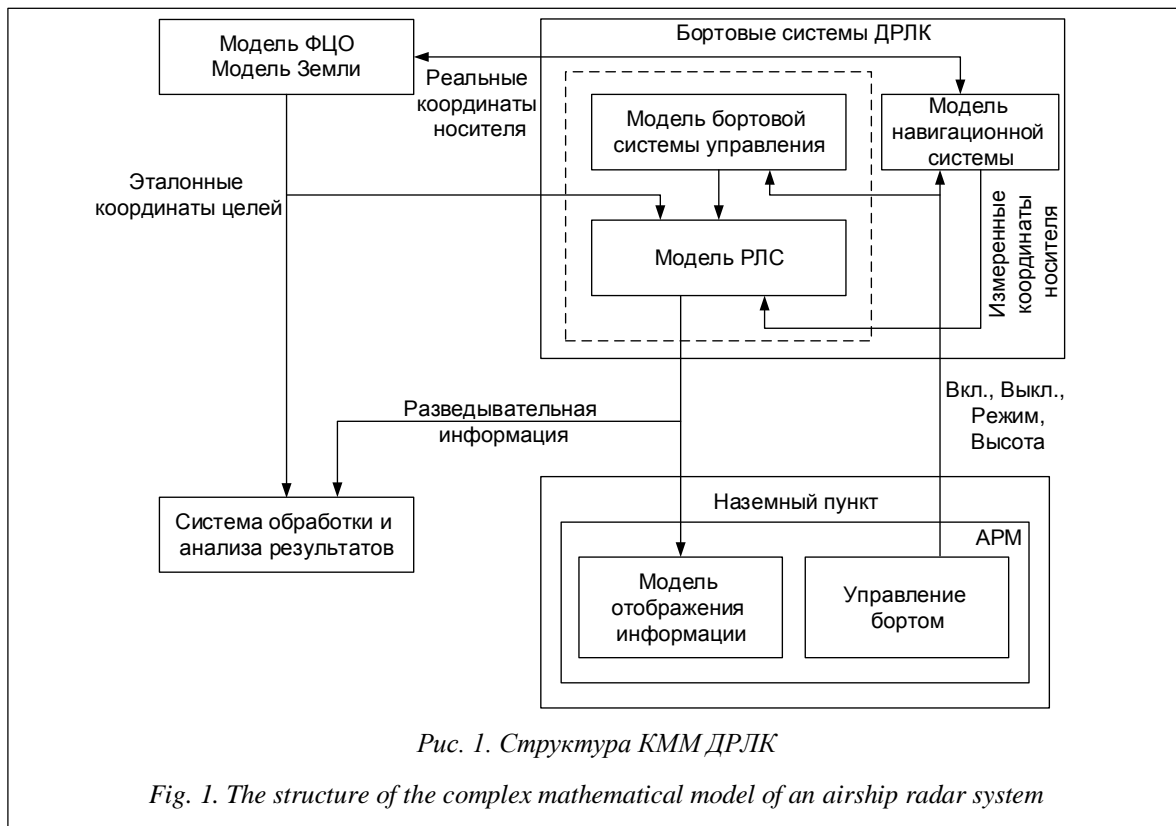 Модель ФЦО
Модель Земли
Бортовые системы ДРЛК
Реальные
координаты
носителя
Модель бортовой
системы управления
Модель
навигационной
системы
Эталонные
координаты целей
Модель РЛС
Измеренные
координаты
носителя
Разведывательная
информация
Вкл., Выкл.,
Режим,
Высота
Система обработки и
анализа результатов
Наземный пункт
АРМ
Модель
отображения
информации
Управление
бортом
Рис. 1. Структура КММ ДРЛК
Fig. 1. The structure of the complex mathematical model of an airship radar system